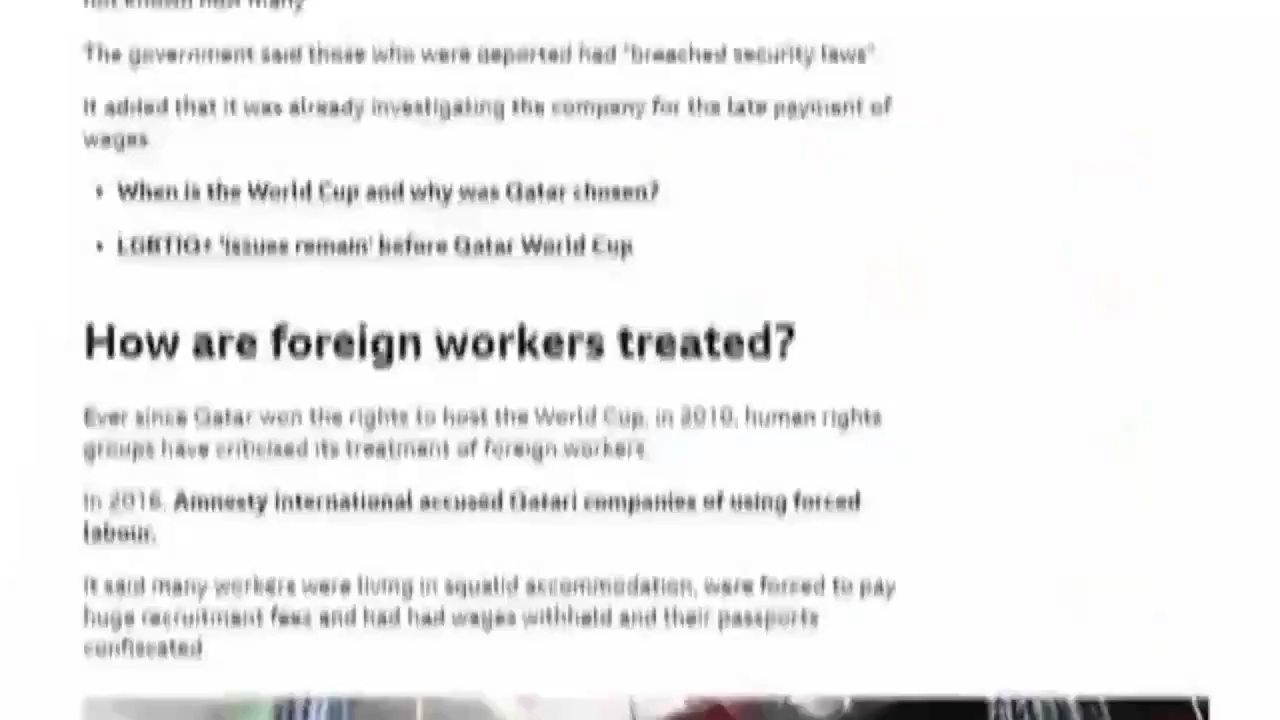 not known how many
The government said those who were deported had "breached security laws".
It added that it was already investigating the company for the late payment of
wages.
• When is the World Cup and why was Qatar chosen?
• LGBTIQ+ 'issues remain' before Qatar World Cup
How are foreign workers treated?
Ever since Qatar won the rights to host the World Cup, in 2010, human rights
groups have criticised its treatment of foreign workers.
In 2016, Amnesty International accused Qatari companies of using forced
labour.
It said many workers were living in squalid accommodation, were forced to pay
huge recruitment fees and had had wages withheld and their passports
confiscated.